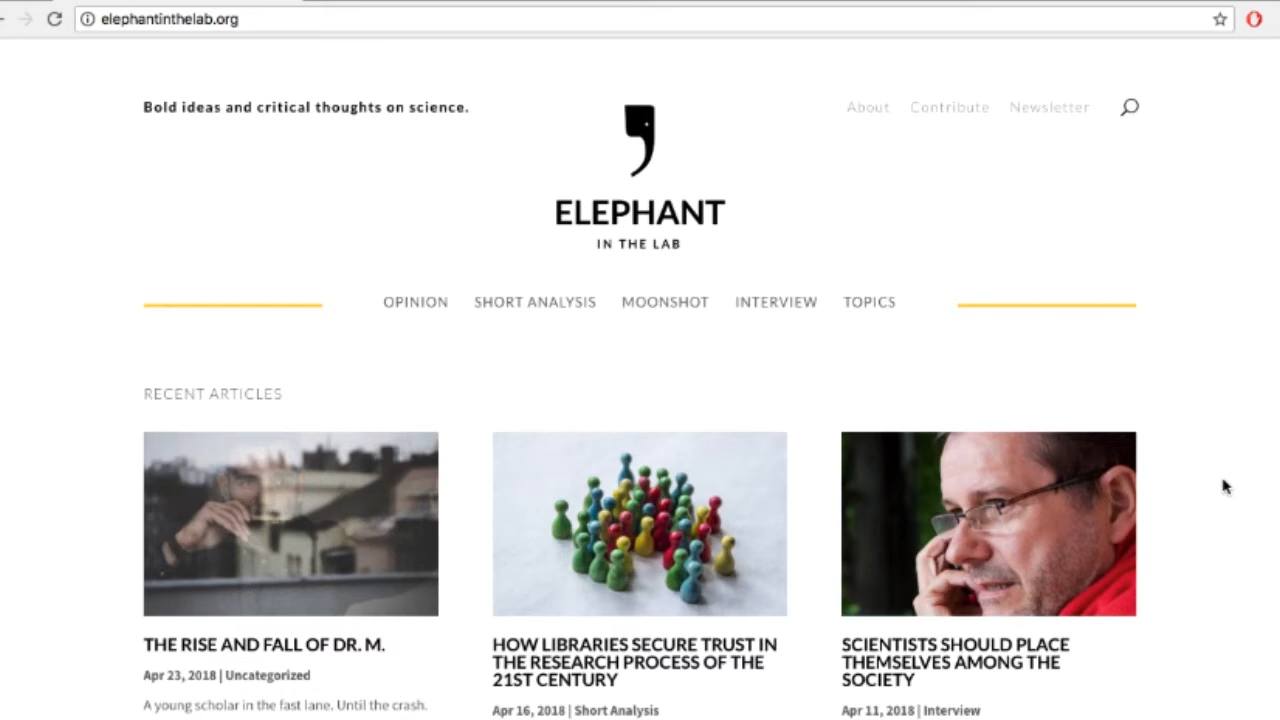 elephantinthelab.org
Bold ideas and critical thoughts on science.
About Contribute Newsletter
ELEPHANT
IN THE LAB
OPINION SHORT ANALYSIS MOONSHOT INTERVIEW TOPICS
RECENT ARTICLES
THE RISE AND FALL OF DR. M.
Apr 23, 2018 | Uncategorized
A young scholar in the fast lane. Until the crash.
HOW LIBRARIES SECURE TRUST IN
THE RESEARCH PROCESS OF THE
21ST CENTURY
Apr 16, 2018 | Short Analysis
SCIENTISTS SHOULD PLACE
THEMSELVES AMONG THE
SOCIETY
Apr 11, 2018 | Interview